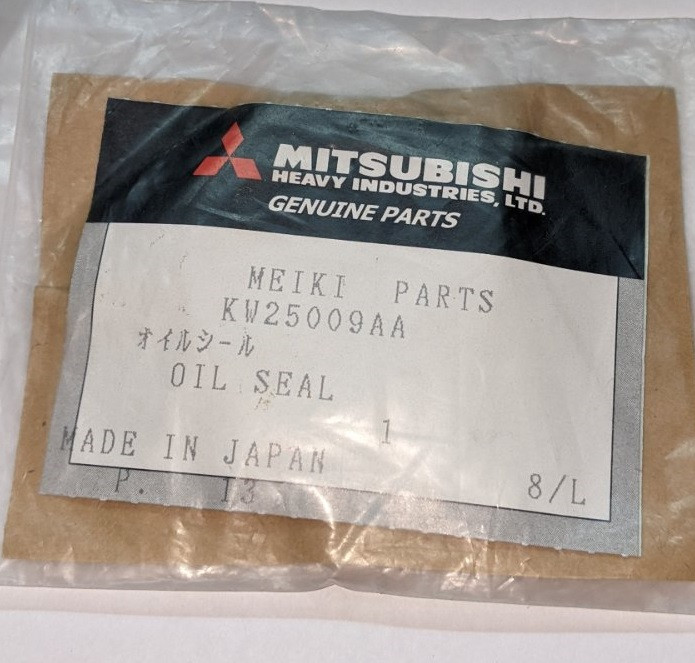 MITSUBISHI
HEAVY INDUSTRIES, LTD.
GENUINE PARTS
MEIKI PARTS
KW25009AA
オイルシール
OIL SEAL
1
MADE IN JAPAN
P. 13
8/L